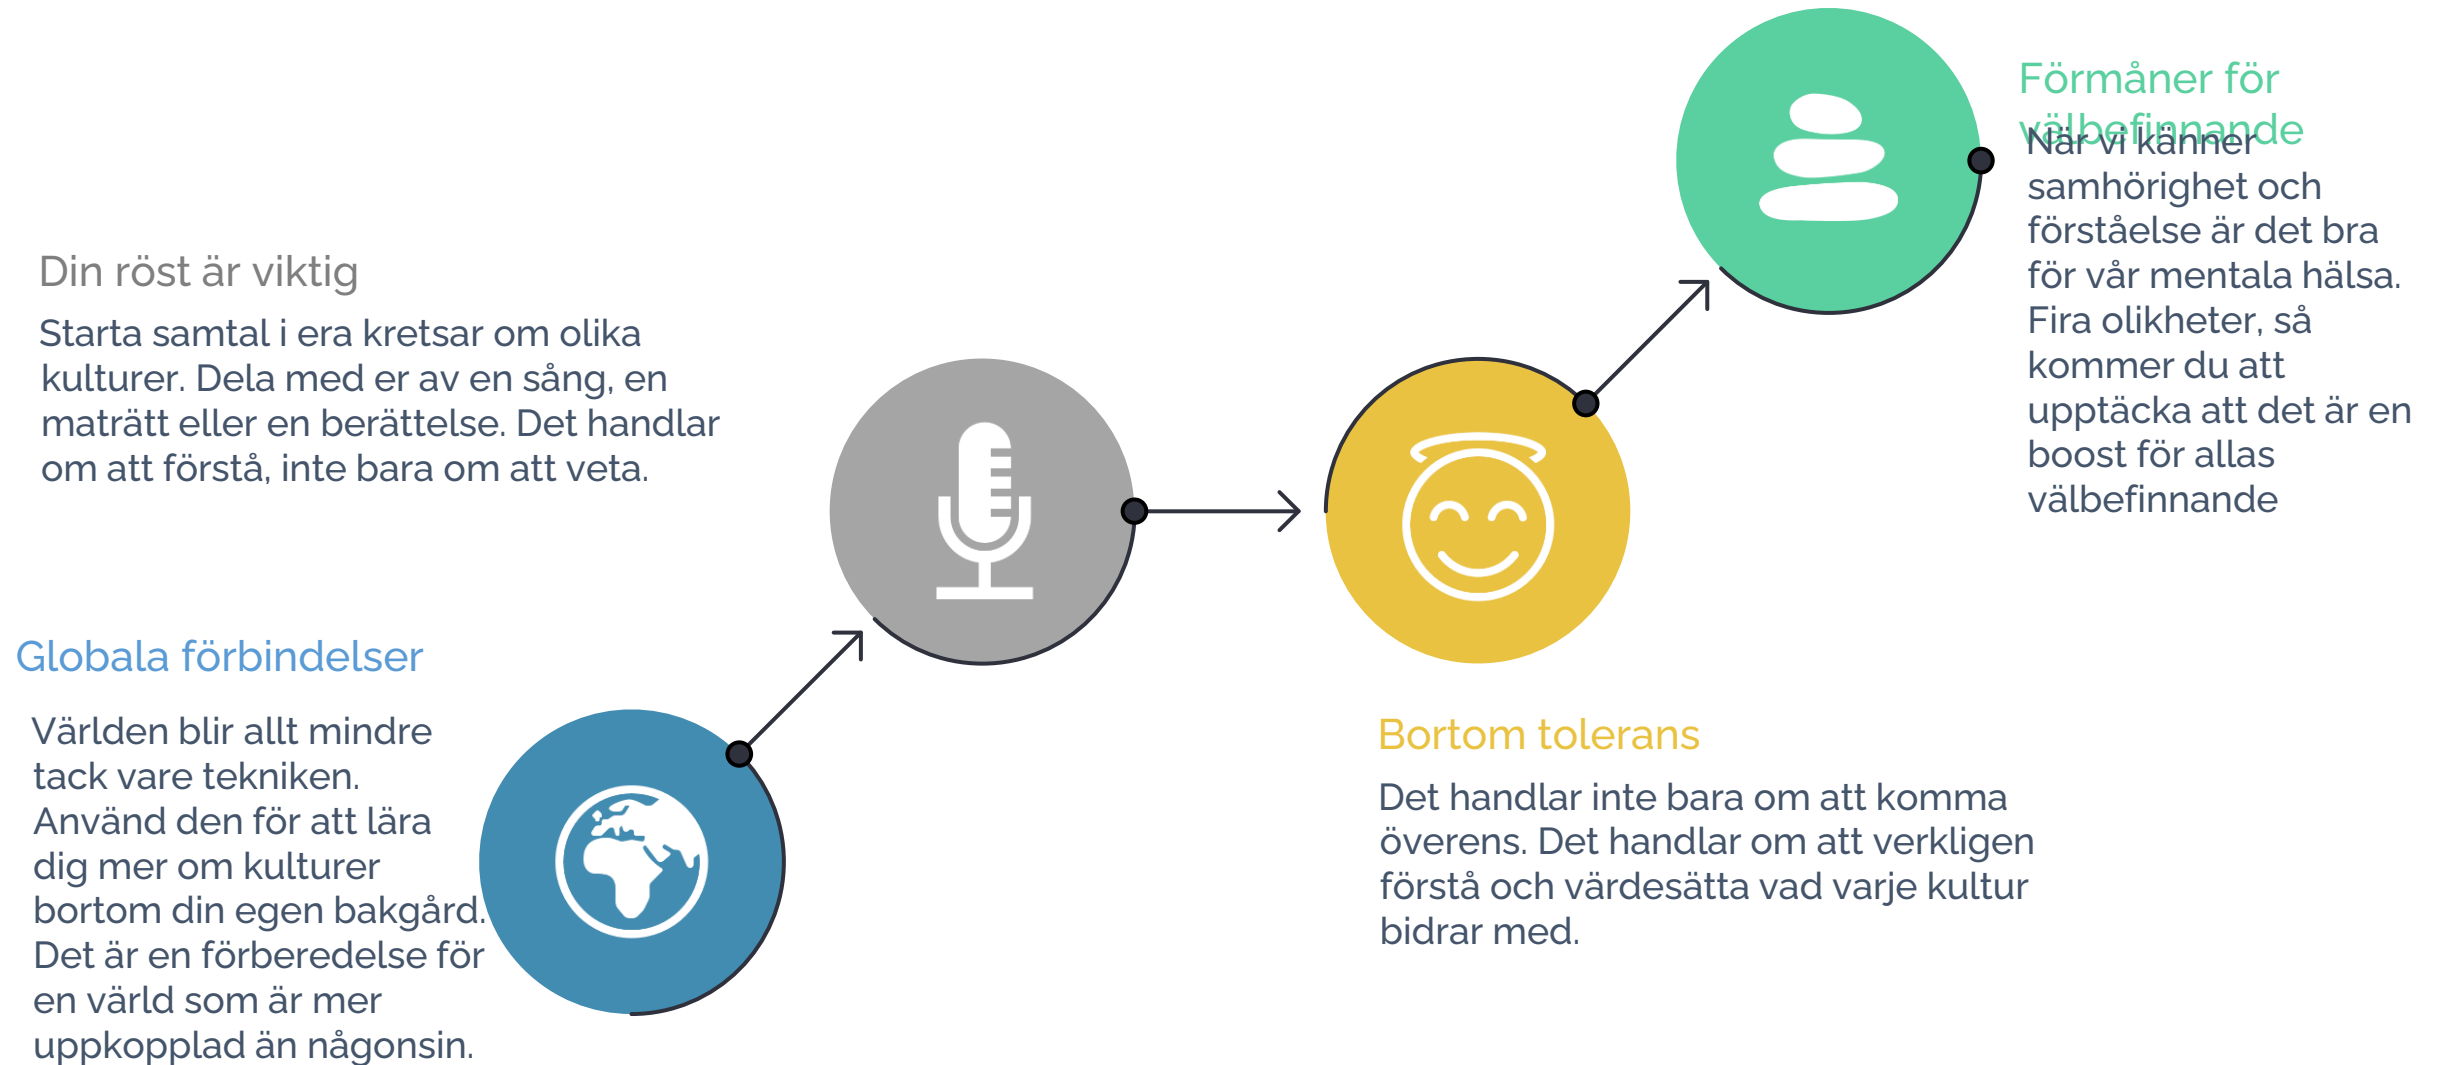 Förmåner för
välbefinnande
När vi känner
samhörighet och
förståelse är det bra
för vår mentala hälsa.
Fira olikheter, så
kommer du att
upptäcka att det är en
boost för allas
välbefinnande
Din röst är viktig
Starta samtal i era kretsar om olika
kulturer. Dela med er av en sång, en
maträtt eller en berättelse. Det handlar
om att förstå, inte bara om att veta.
Globala förbindelser
Världen blir allt mindre
tack vare tekniken.
Använd den för att lära
dig mer om kulturer
bortom din egen bakgård.
Det är en förberedelse för
en värld som är mer
uppkopplad än någonsin.
Bortom tolerans
Det handlar inte bara om att komma
överens. Det handlar om att verkligen
förstå och värdesätta vad varje kultur
bidrar med.